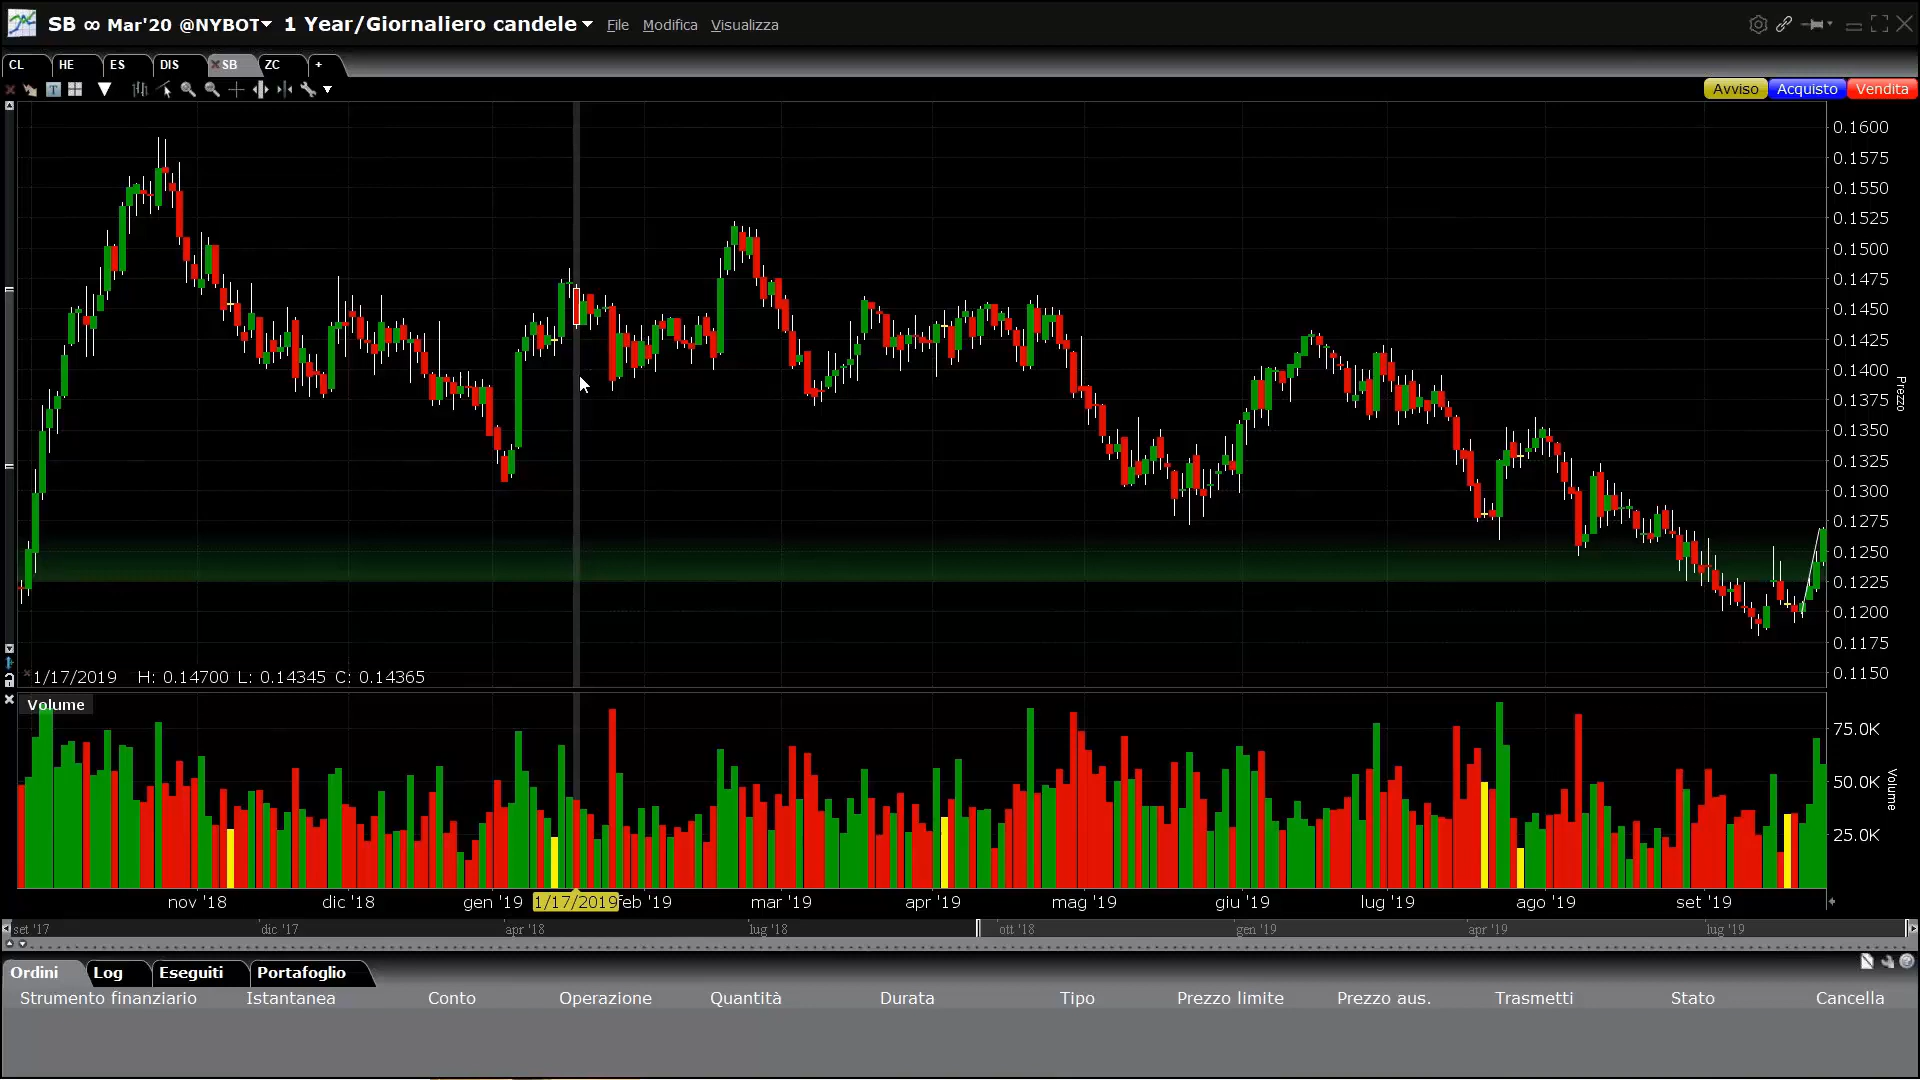 SB ∞ Mar'20 @NYBOT 1 Year/Giornaliero candele File Modifica Visualizza
CL HE ES DIS SB ZC +
T Avviso Acquisto Vendita
0.1600
0.1575
0.1550
0.1525
0.1500
0.1475
0.1450
0.1425
0.1400
0.1375
0.1350
0.1325
0.1300
0.1275
0.1250
0.1225
0.1200
0.1175
0.1150
Prezzo
1/17/2019 H: 0.14700 L: 0.14345 C: 0.14365
Volume
75.0K
50.0K
25.0K
Volume
nov '18 dic '18 gen '19 1/17/2019 feb '19 mar '19 apr '19 mag '19 giu '19 lug '19 ago '19 set '19
set '17 dic '17 apr '18 lug '18 ott '18 gen '19 apr '19 lug '19
Ordini Log Eseguiti Portafoglio
Strumento finanziario Istantanea Conto Operazione Quantità Durata Tipo Prezzo limite Prezzo aus. Trasmetti Stato Cancella